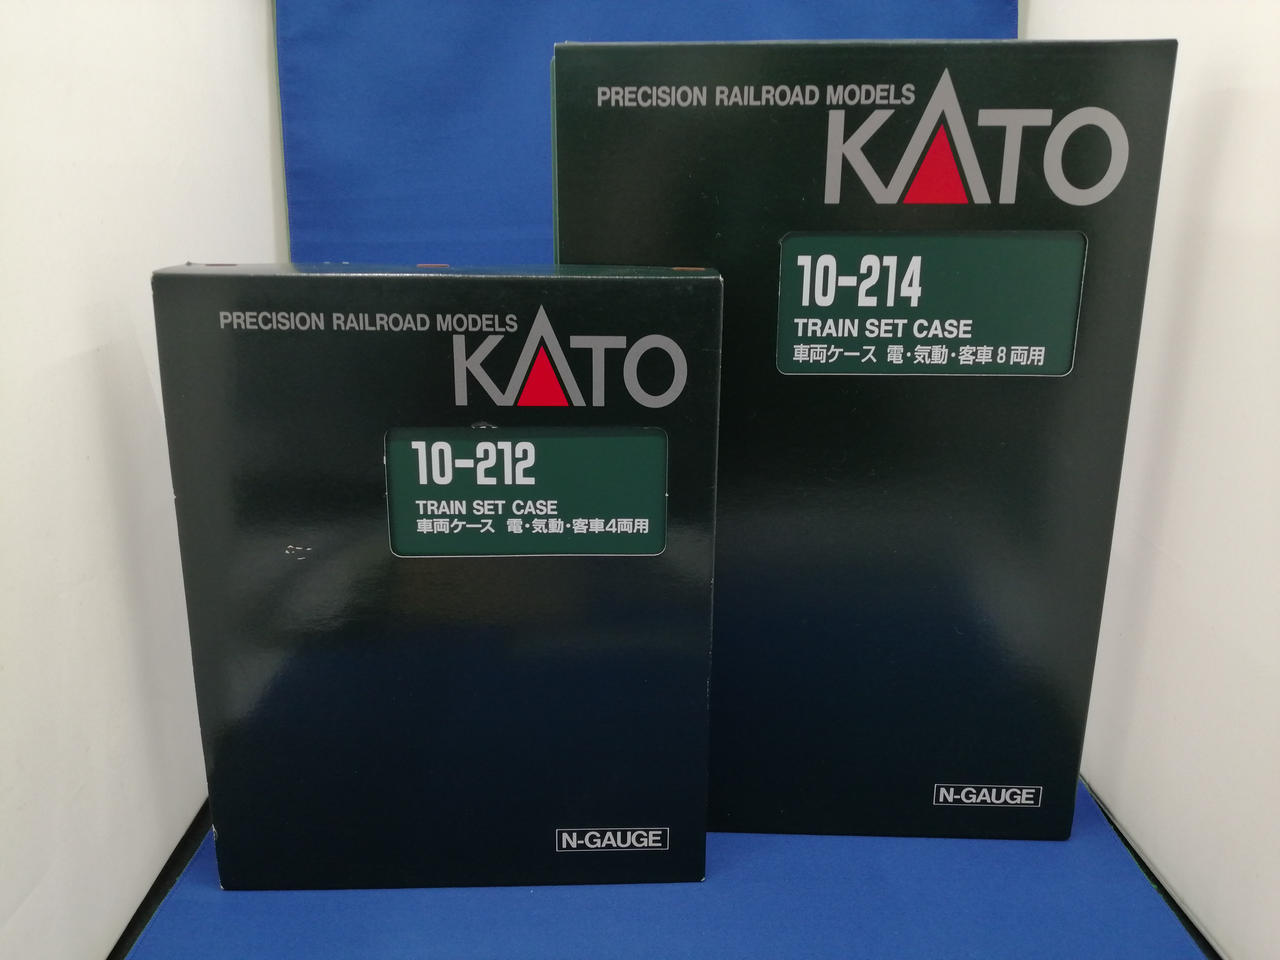 PRECISION RAILROAD MODELS
KATO
10-212
TRAIN SET CASE
車両ケース 電・気動・客車4両用
N-GAUGE
PRECISION RAILROAD MODELS
KATO
10-214
TRAIN SET CASE
車両ケース 電・気動・客車8両用
N-GAUGE